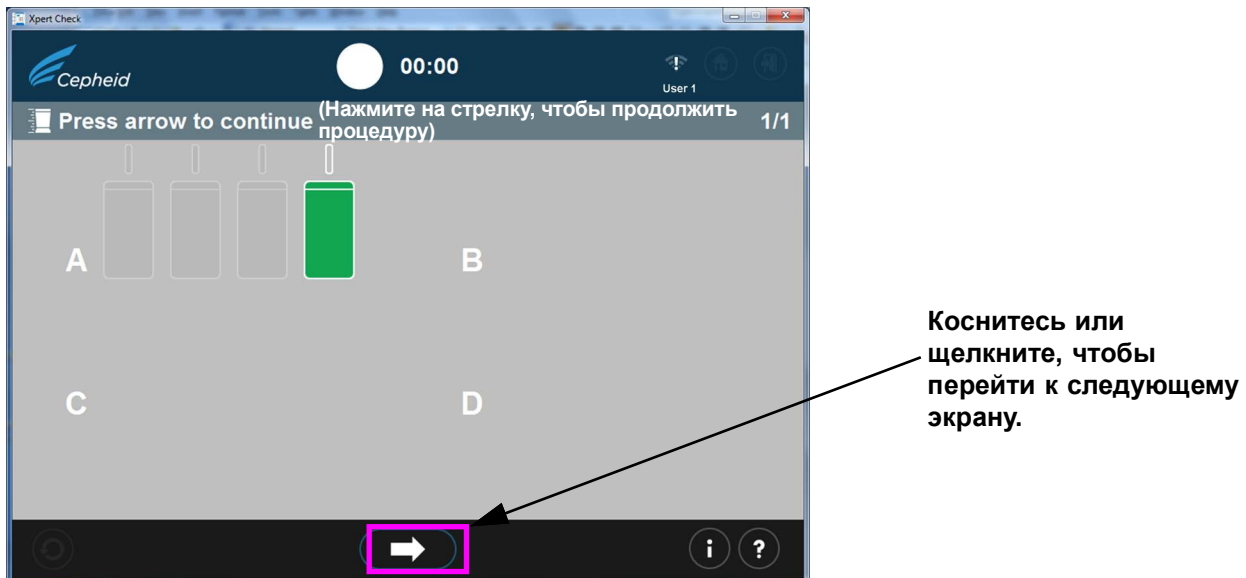 Xpert Check
Cepheid
00:00
User 1
Press arrow to continue (Нажмите на стрелку, чтобы продолжить процедуру)
1/1
A
B
C
D
Коснитесь или
щелкните, чтобы
перейти к следующему
экрану.
i
?